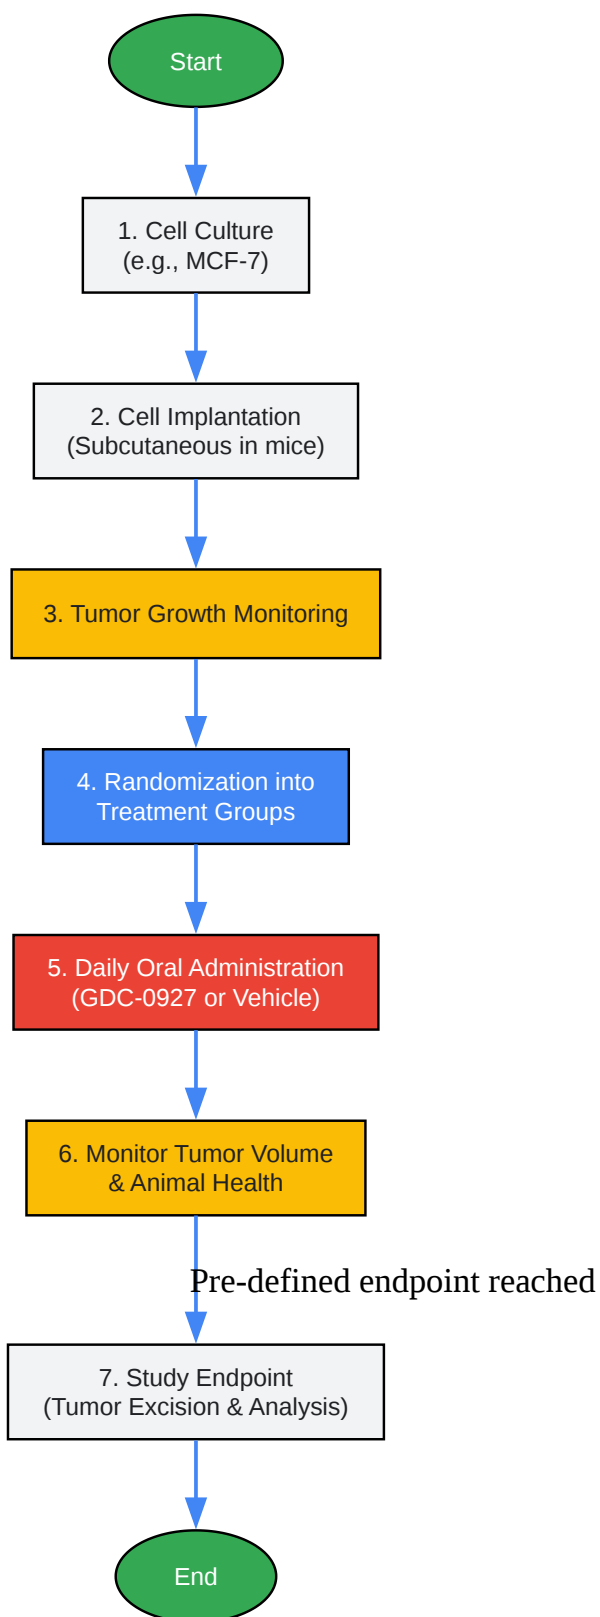 Start
1. Cell Culture
(e.g., MCF-7)
2. Cell Implantation
(Subcutaneous in mice)
3. Tumor Growth Monitoring
4. Randomization into
Treatment Groups
5. Daily Oral Administration
(GDC-0927 or Vehicle)
6. Monitor Tumor Volume
& Animal Health
Pre-defined endpoint reached
7. Study Endpoint
(Tumor Excision & Analysis)
End